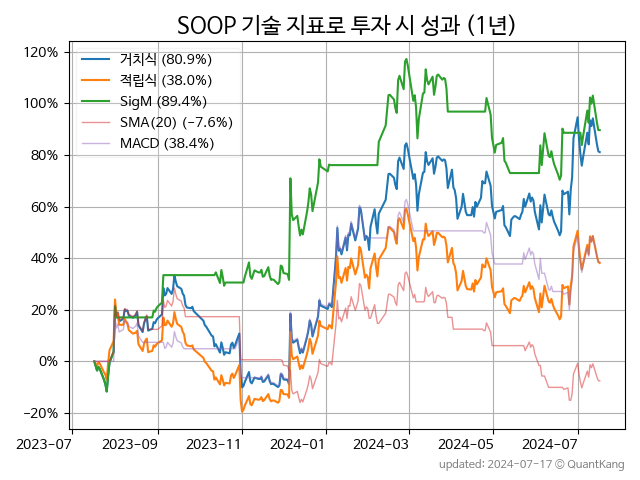 SOOP 기술 지표로 투자 시 성과 (1년)
120%
100%
80%
60%
40%
20%
0%
−20%
거치식 (80.9%)
적립식 (38.0%)
SigM (89.4%)
SMA(20) (−7.6%)
MACD (38.4%)
2023-07 2023-09 2023-11 2024-01 2024-03 2024-05 2024-07
updated: 2024-07-17 © QuantKang